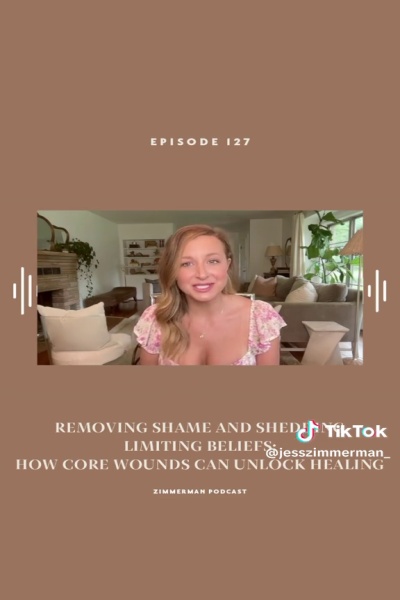 EPISODE 127
REMOVING SHAME AND SHEDDING
LIMITING BELIEFS:
HOW CORE WOUNDS CAN UNLOCK HEALING
ZIMMERMAN PODCAST
TikTok
@jesszimmerman_